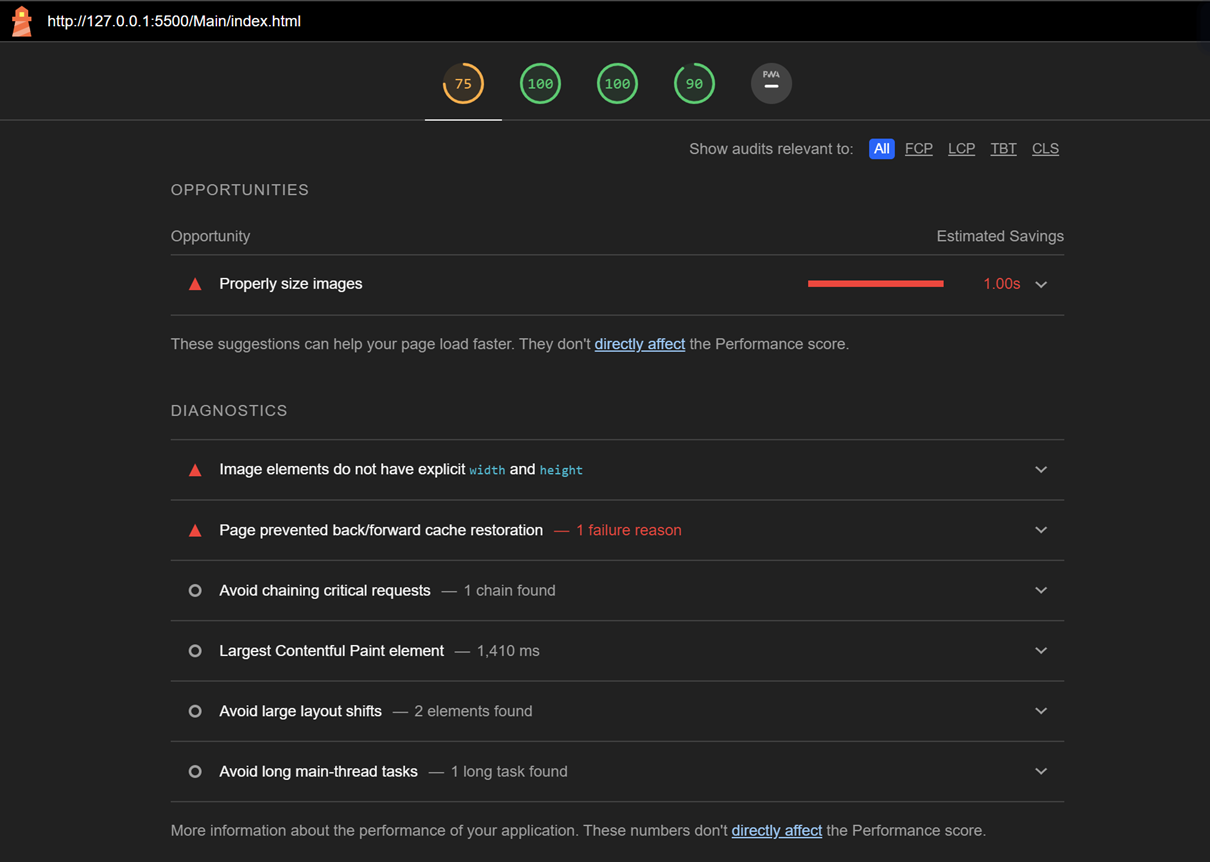 http://127.0.0.1:5500/Main/index.html
75 100 100 90 PWA
Show audits relevant to: All FCP LCP TBT CLS
OPPORTUNITIES
Opportunity Estimated Savings
Properly size images 1.00s
These suggestions can help your page load faster. They don't directly affect the Performance score.
DIAGNOSTICS
Image elements do not have explicit width and height
Page prevented back/forward cache restoration — 1 failure reason
Avoid chaining critical requests — 1 chain found
Largest Contentful Paint element — 1,410 ms
Avoid large layout shifts — 2 elements found
Avoid long main-thread tasks — 1 long task found
More information about the performance of your application. These numbers don't directly affect the Performance score.